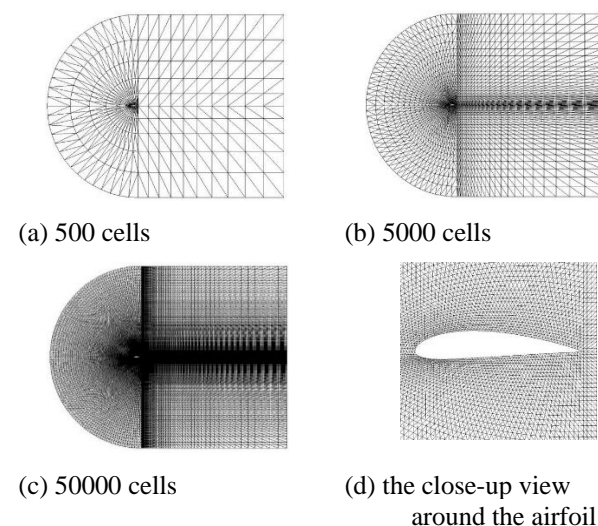 (a) 500 cells
(b) 5000 cells
(c) 50000 cells
(d) the close-up view
around the airfoil